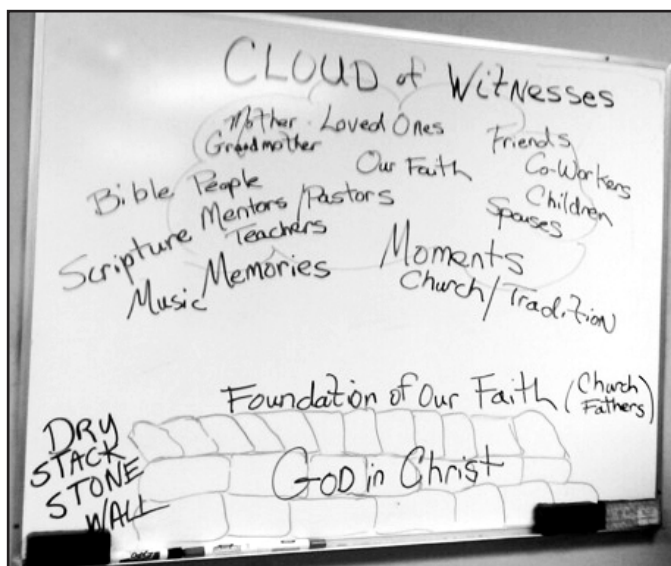 CLOUD of WitNesses
Mother. Loved Ones
Grandmother
Friends
Our Faith
Co-Workers
Bible People
Children
Scripture Mentors/Pastors
Spouses
Teachers
Moments
Music Memories
Church/Tradition
Foundation of Our Faith (Church Fathers)
DRY
STACK
STONE
WALL
GOD in Christ